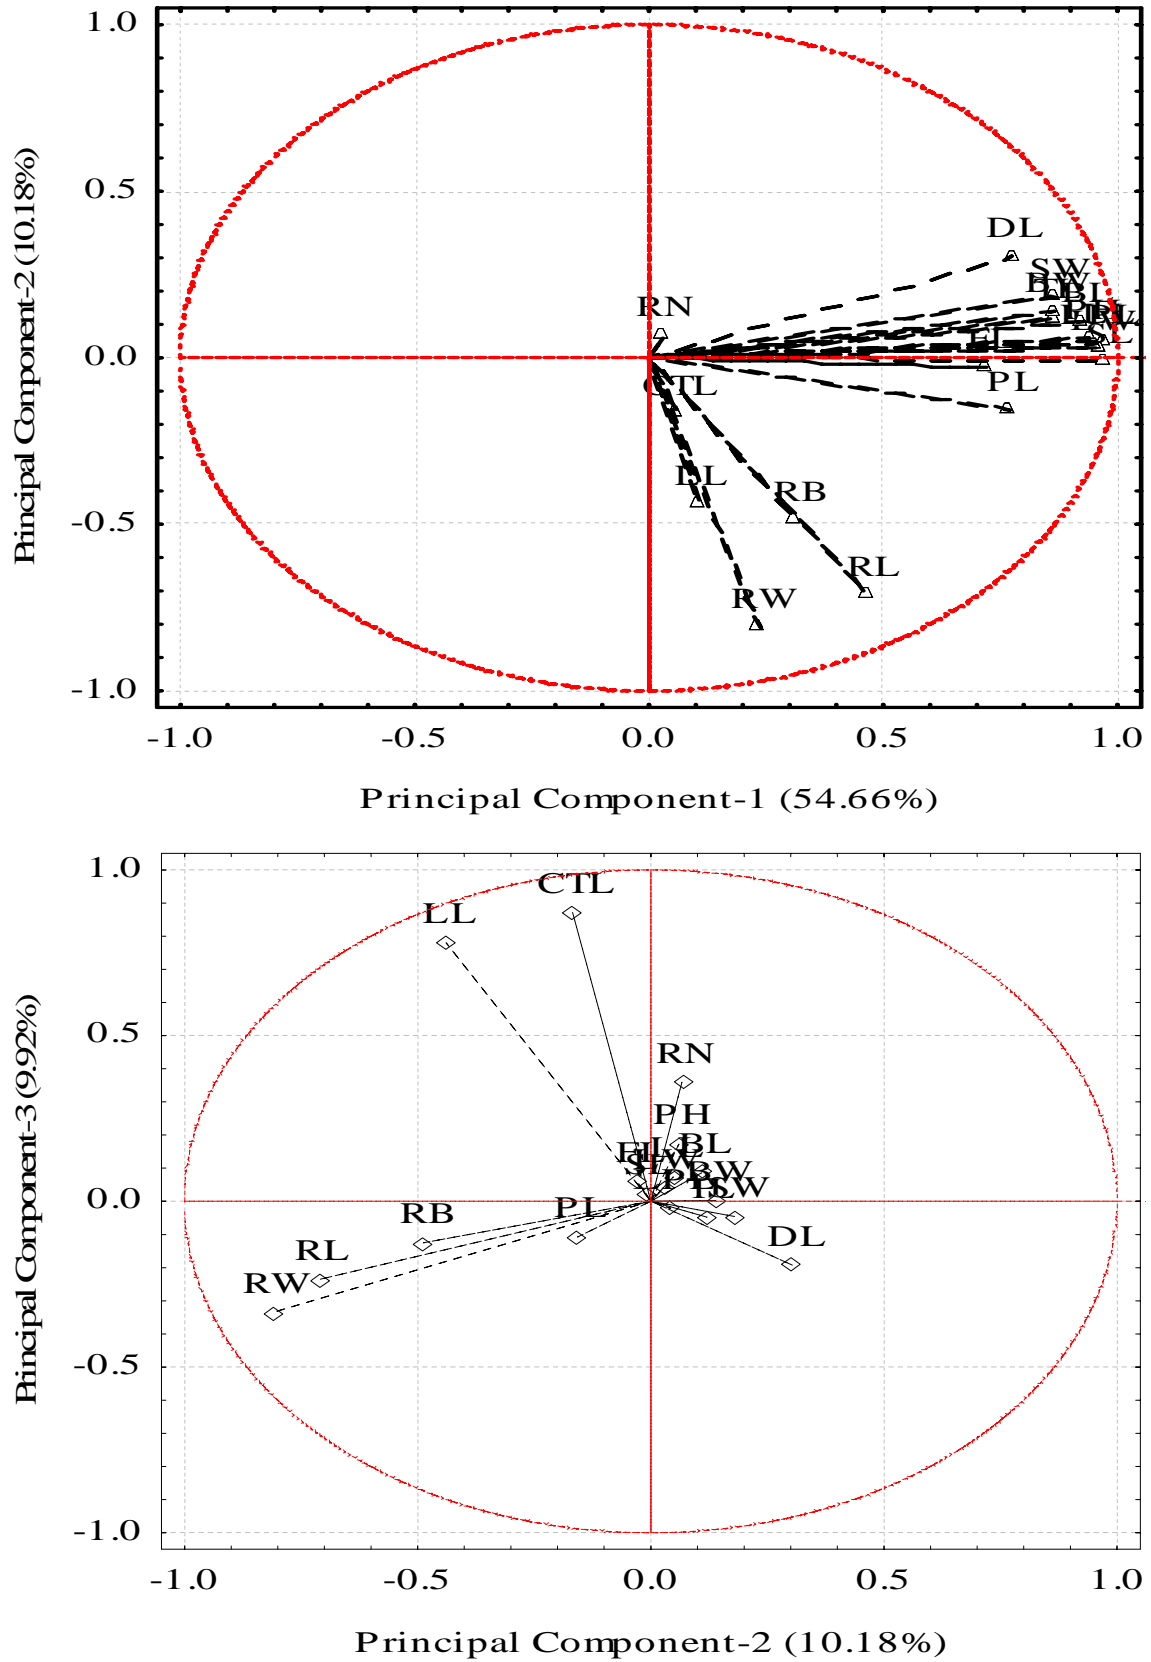 1.0
0.5
0.0
-0.5
-1.0
Principal Component-2 (10.18%)
DL
SW
RN
PL
CTL
RB
RL
RW
-1.0
-0.5
0.0
0.5
1.0
Principal Component-1 (54.66%)
1.0
0.5
0.0
-0.5
-1.0
Principal Component-3 (9.92%)
CTL
LL
RN
PH
BL
BW
SW
PL
RB
DL
RL
RW
-1.0
-0.5
0.0
0.5
1.0
Principal Component-2 (10.18%)